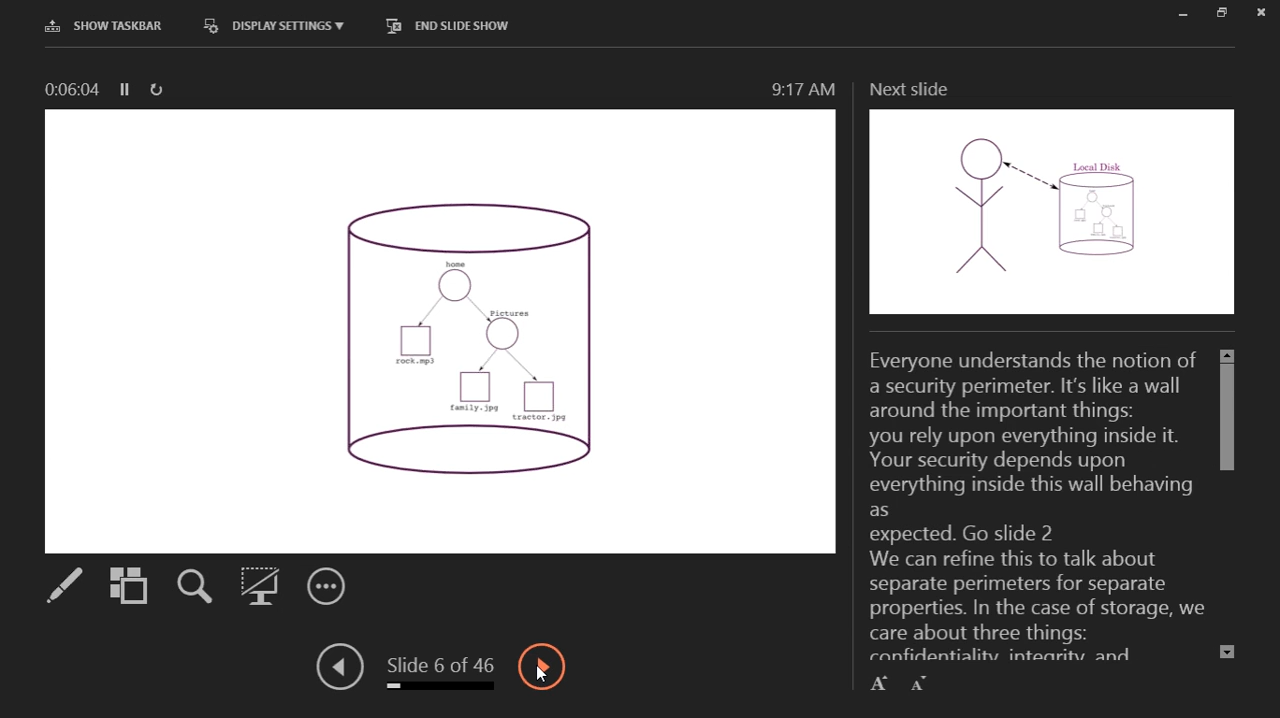 SHOW TASKBAR
DISPLAY SETTINGS ▼
END SLIDE SHOW
0:06:04
9:17 AM
home
Pictures
rock.mp3
family.jpg
tractor.jpg
Slide 6 of 46
Next slide
Local Disk
Everyone understands the notion of
a security perimeter. It's like a wall
around the important things:
you rely upon everything inside it.
Your security depends upon
everything inside this wall behaving
as
expected. Go slide 2
We can refine this to talk about
separate perimeters for separate
properties. In the case of storage, we
care about three things:
confidentiality, integrity, and
A A